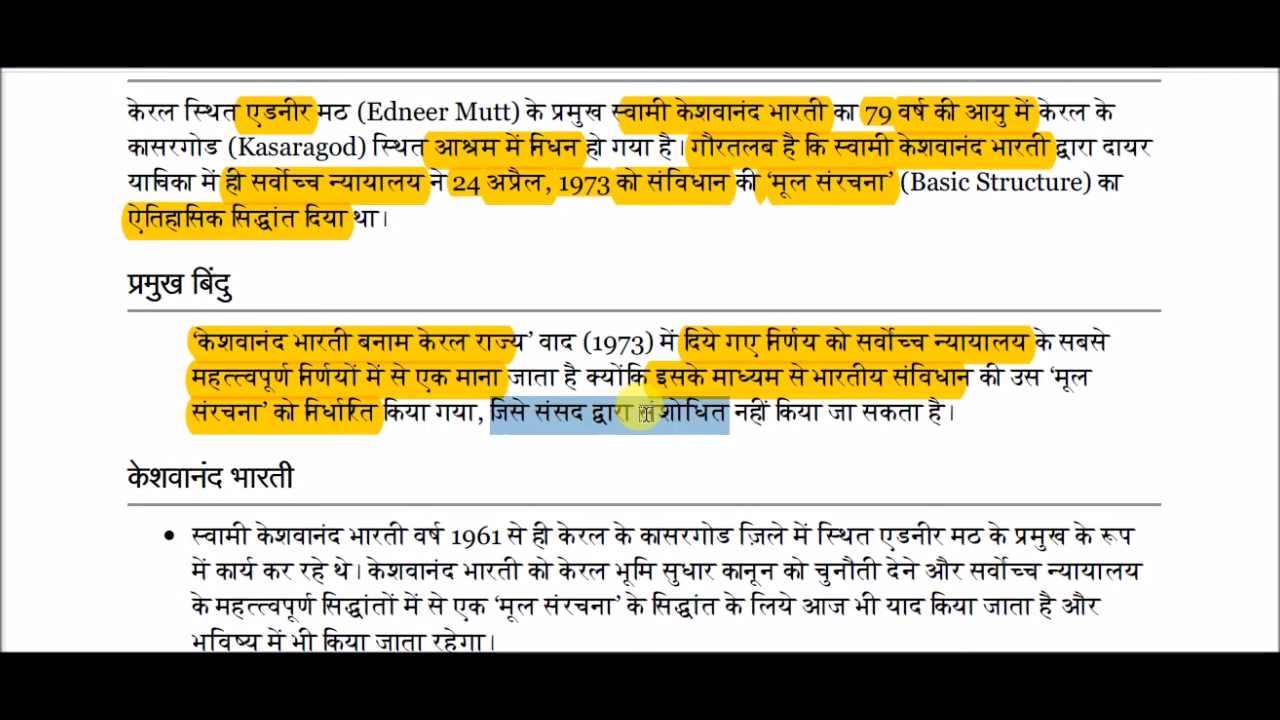 केरल स्थित एडनीर मठ (Edneer Mutt) के प्रमुख स्वामी केशवानंद भारती का 79 वर्ष की आयु में केरल के
कासरगोड (Kasaragod) स्थित आश्रम में निधन हो गया है। गौरतलब है कि स्वामी केशवानंद भारती द्वारा दायर
याचिका में ही सर्वोच्च न्यायालय ने 24 अप्रैल, 1973 को संविधान की ‘मूल संरचना’ (Basic Structure) का
ऐतिहासिक सिद्धांत दिया था।
प्रमुख बिंदु
‘केशवानंद भारती बनाम केरल राज्य’ वाद (1973) में दिये गए निर्णय को सर्वोच्च न्यायालय के सबसे
महत्त्वपूर्ण निर्णयों में से एक माना जाता है क्योंकि इसके माध्यम से भारतीय संविधान की उस ‘मूल
संरचना’ को निर्धारित किया गया, जिसे संसद द्वारा संशोधित नहीं किया जा सकता है।
केशवानंद भारती
• स्वामी केशवानंद भारती वर्ष 1961 से ही केरल के कासरगोड ज़िले में स्थित एडनीर मठ के प्रमुख के रूप
में कार्य कर रहे थे। केशवानंद भारती को केरल भूमि सुधार कानून को चुनौती देने और सर्वोच्च न्यायालय
के महत्त्वपूर्ण सिद्धांतों में से एक ‘मूल संरचना’ के सिद्धांत के लिये आज भी याद किया जाता है और
भविष्य में भी किया जाता रहेगा।